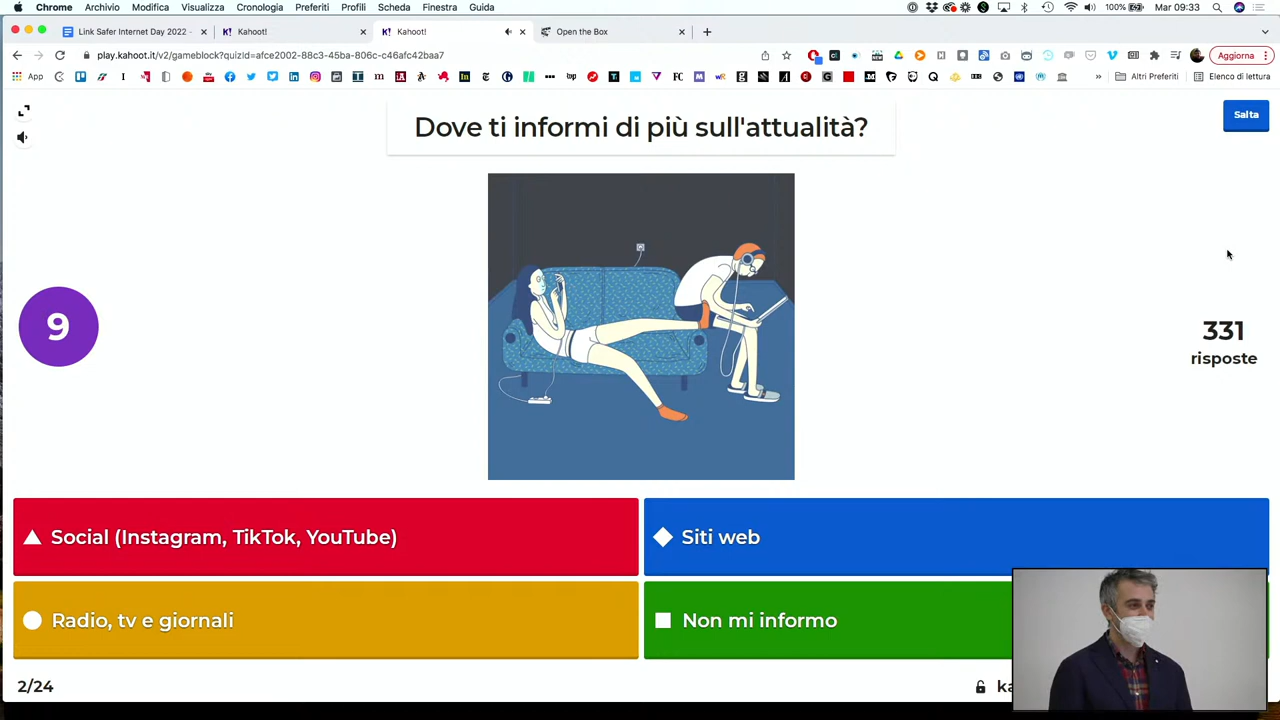 Chrome Archivio Modifica Visualizza Cronologia Preferiti Profili Scheda Finestra Guida
100% Mar 09:33
Link Safer Internet Day 2022 - Kahoot! Kahoot! Open the Box
play.kahoot.it/v2/gameblock?quizId=afce2002-88c3-45ba-806c-c46afc42baa7
Aggiorna
App Altri Preferiti Elenco di lettura
Dove ti informi di più sull'attualità?
Salta
9
331
risposte
Social (Instagram, TikTok, YouTube)
Siti web
Radio, tv e giornali
Non mi informo
2/24